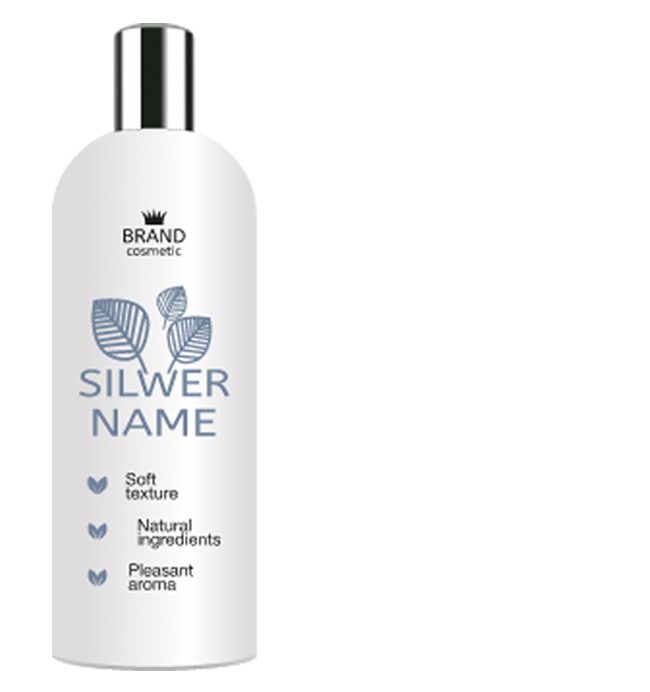 BRAND
cosmetic
SILWER
NAME
Soft
texture
Natural
ingredients
Pleasant
aroma